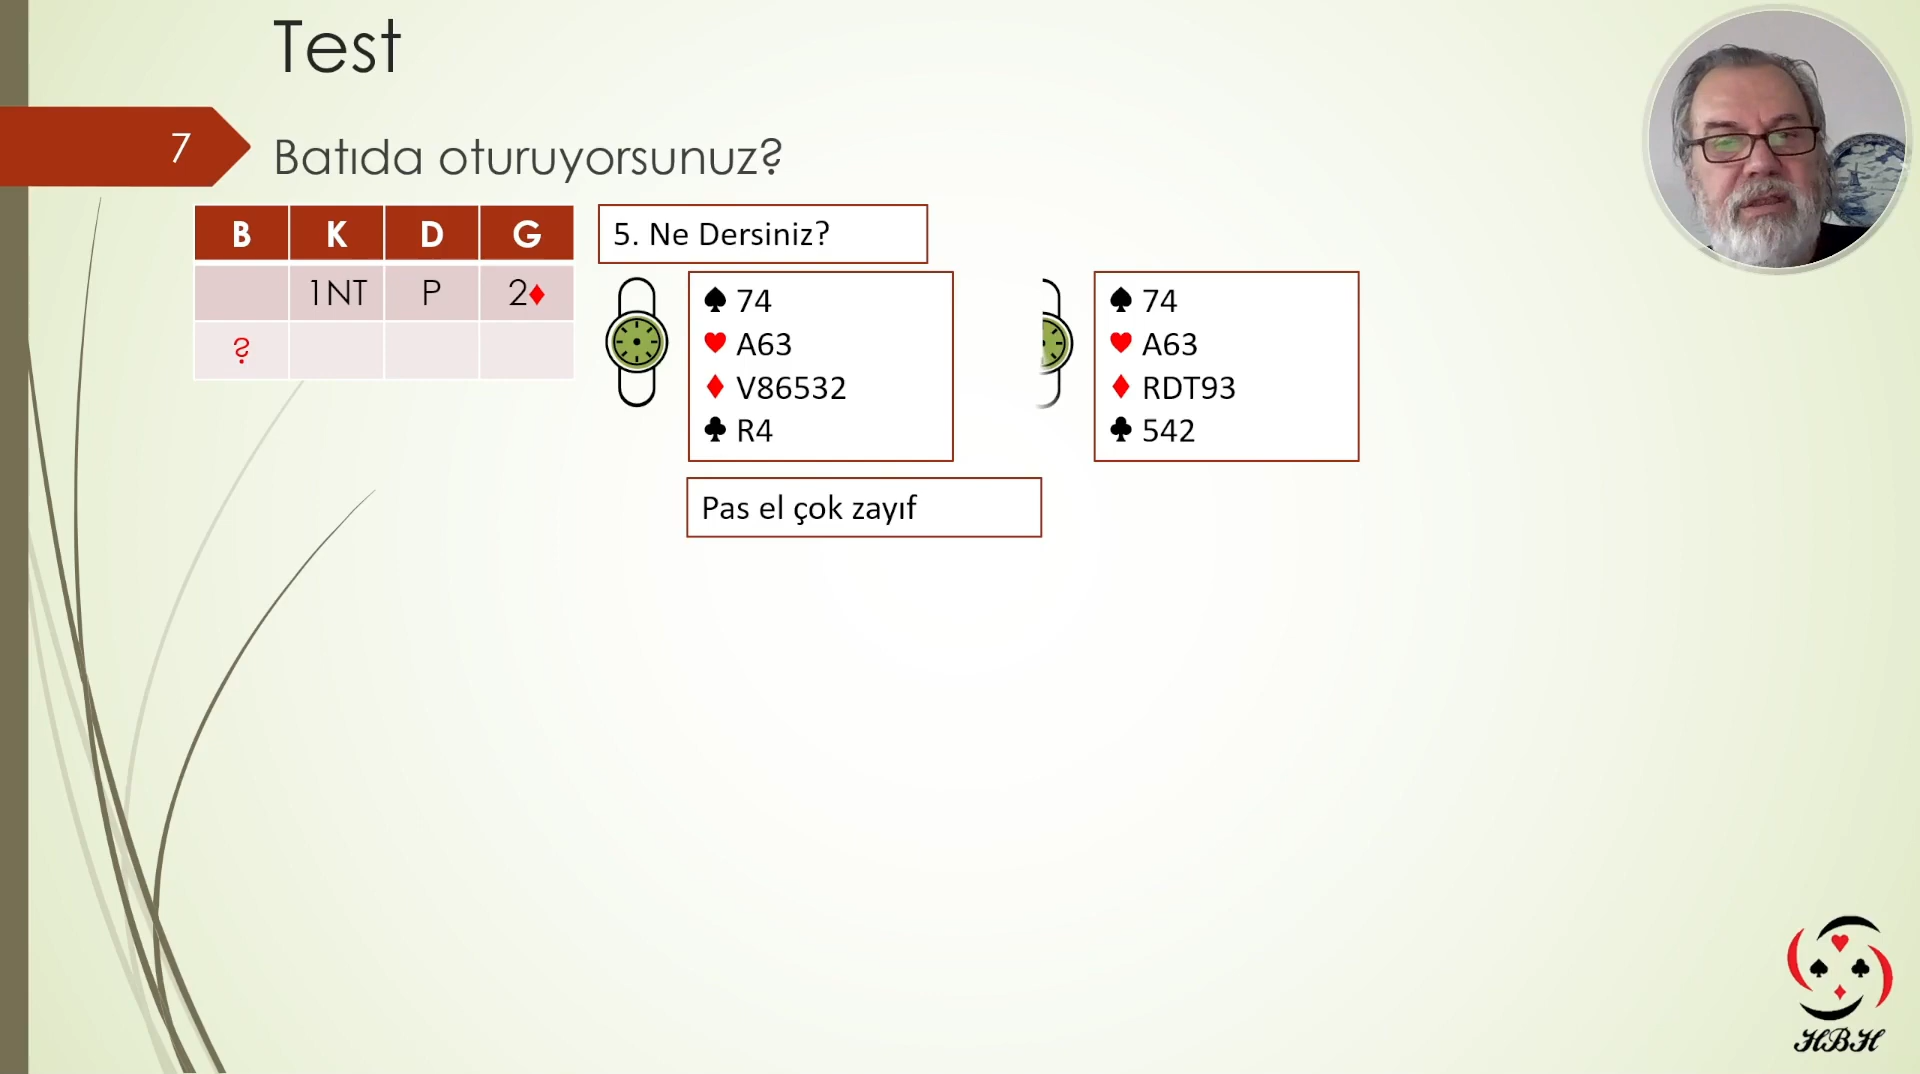 Test
7
Batıda oturuyorsunuz?
B K D G
1NT P 2♦
?
5. Ne Dersiniz?
♠ 74
♥ A63
♦ V86532
♣ R4
♠ 74
♥ A63
♦ RDT93
♣ 542
Pas el çok zayıf
HBH